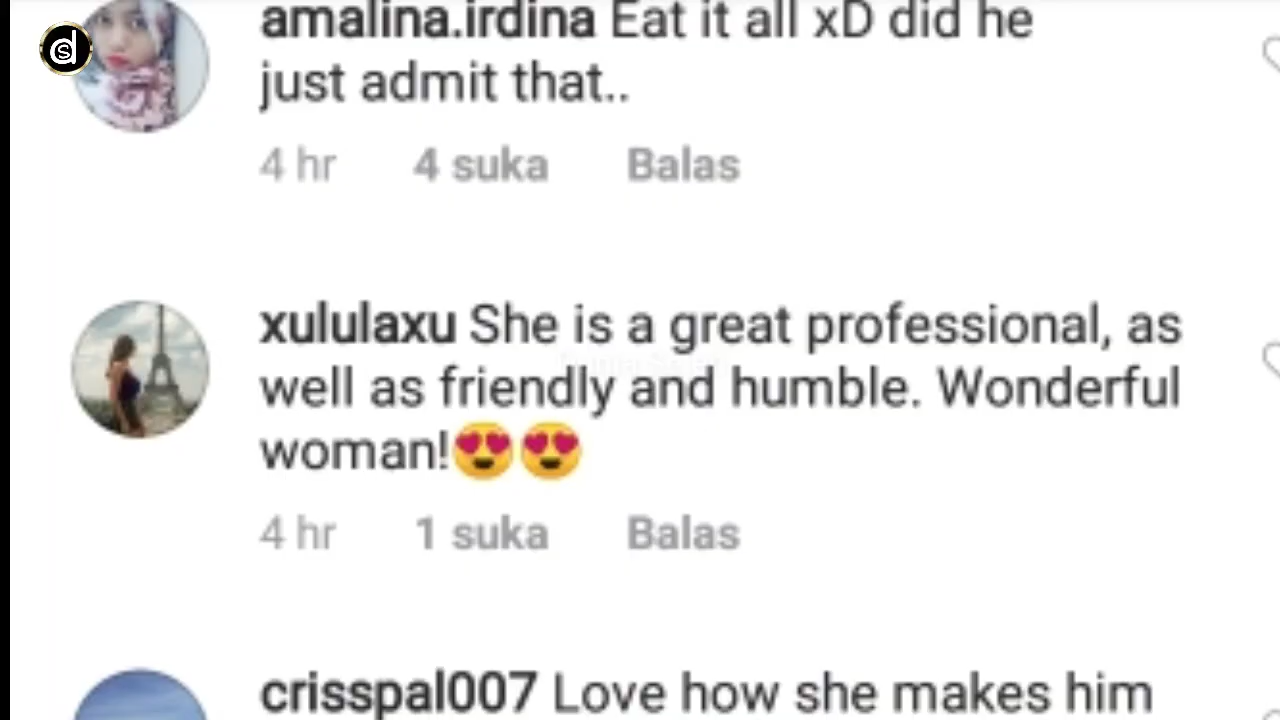 amalina.irdina Eat it all xD did he
just admit that..
4 hr 4 suka Balas
xululaxu She is a great professional, as
well as friendly and humble. Wonderful
woman!😍😍
4 hr 1 suka Balas
crisspal007 Love how she makes him